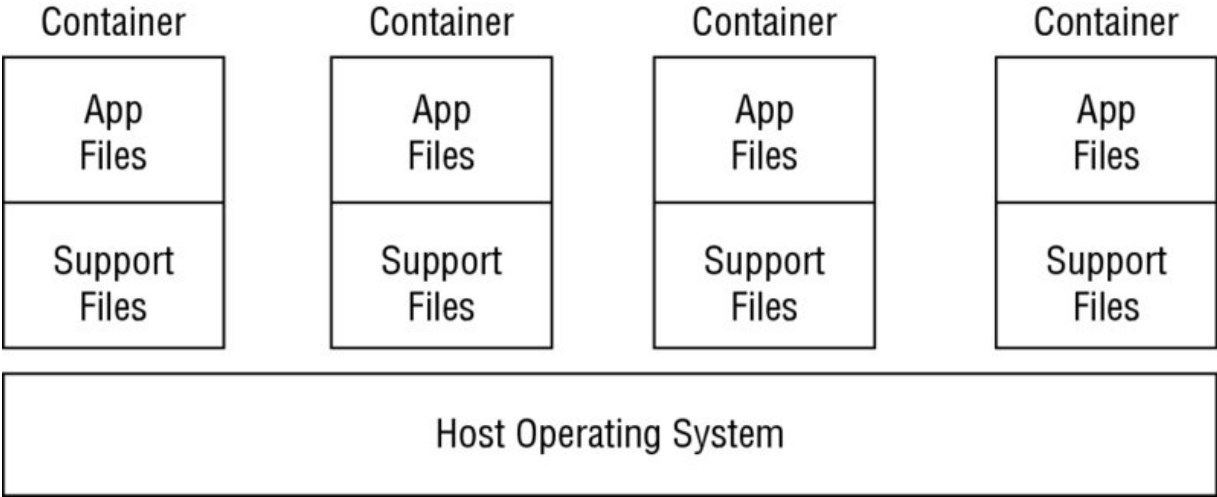 Container
App
Files
Support
Files
Container
App
Files
Support
Files
Container
App
Files
Support
Files
Container
App
Files
Support
Files
Host Operating System